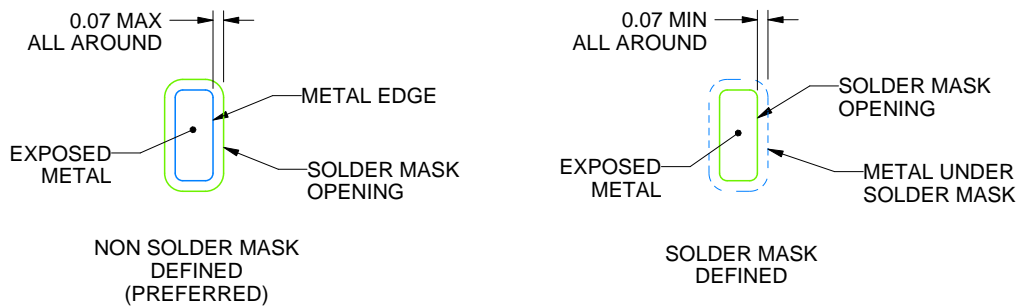 0.07 MAX
ALL AROUND
METAL EDGE
EXPOSED
METAL
SOLDER MASK
OPENING
NON SOLDER MASK
DEFINED
(PREFERRED)
0.07 MIN
ALL AROUND
SOLDER MASK
OPENING
EXPOSED
METAL
METAL UNDER
SOLDER MASK
SOLDER MASK
DEFINED